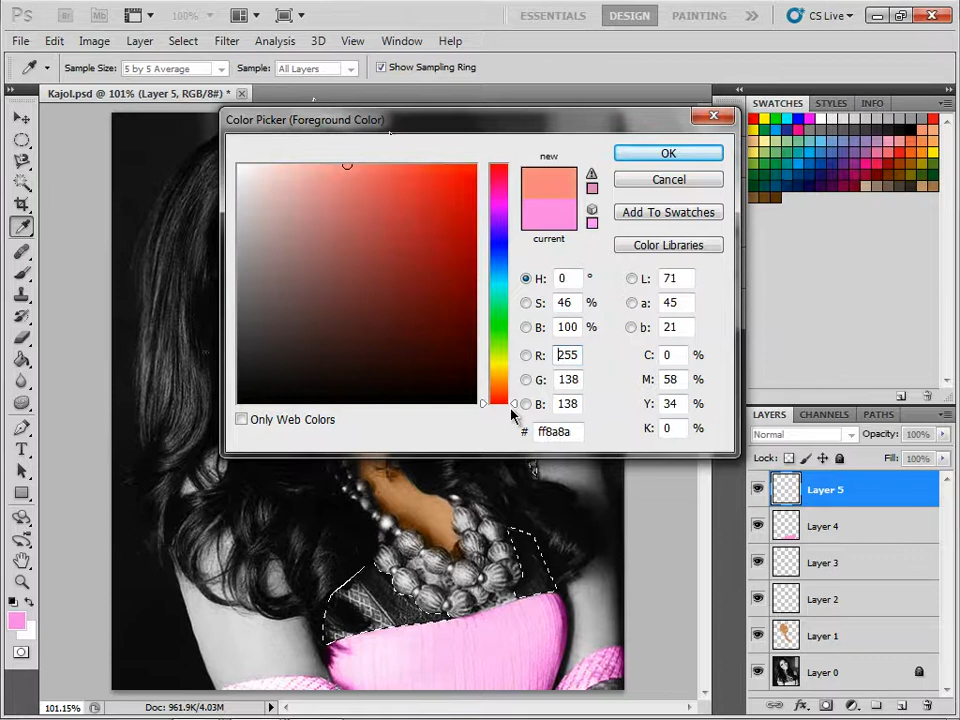 Ps Br Mb 100% ESSENTIALS DESIGN PAINTING CS Live
File Edit Image Layer Select Filter Analysis 3D View Window Help
Sample Size: 5 by 5 Average Sample: All Layers Show Sampling Ring
Kajol.psd @ 101% (Layer 5, RGB/8#) *
SWATCHES STYLES INFO
Color Picker (Foreground Color)
new
current
OK
Cancel
Add To Swatches
Color Libraries
H: 0 ° L: 71
S: 46 % a: 45
B: 100 % b: 21
R: 255 C: 0 %
G: 138 M: 58 %
B: 138 Y: 34 %
# ff8a8a K: 0 %
Only Web Colors
LAYERS CHANNELS PATHS
Normal Opacity: 100%
Lock: Fill: 100%
Layer 5
Layer 4
Layer 3
Layer 2
Layer 1
Layer 0
101.15% Doc: 961.9K/4.03M